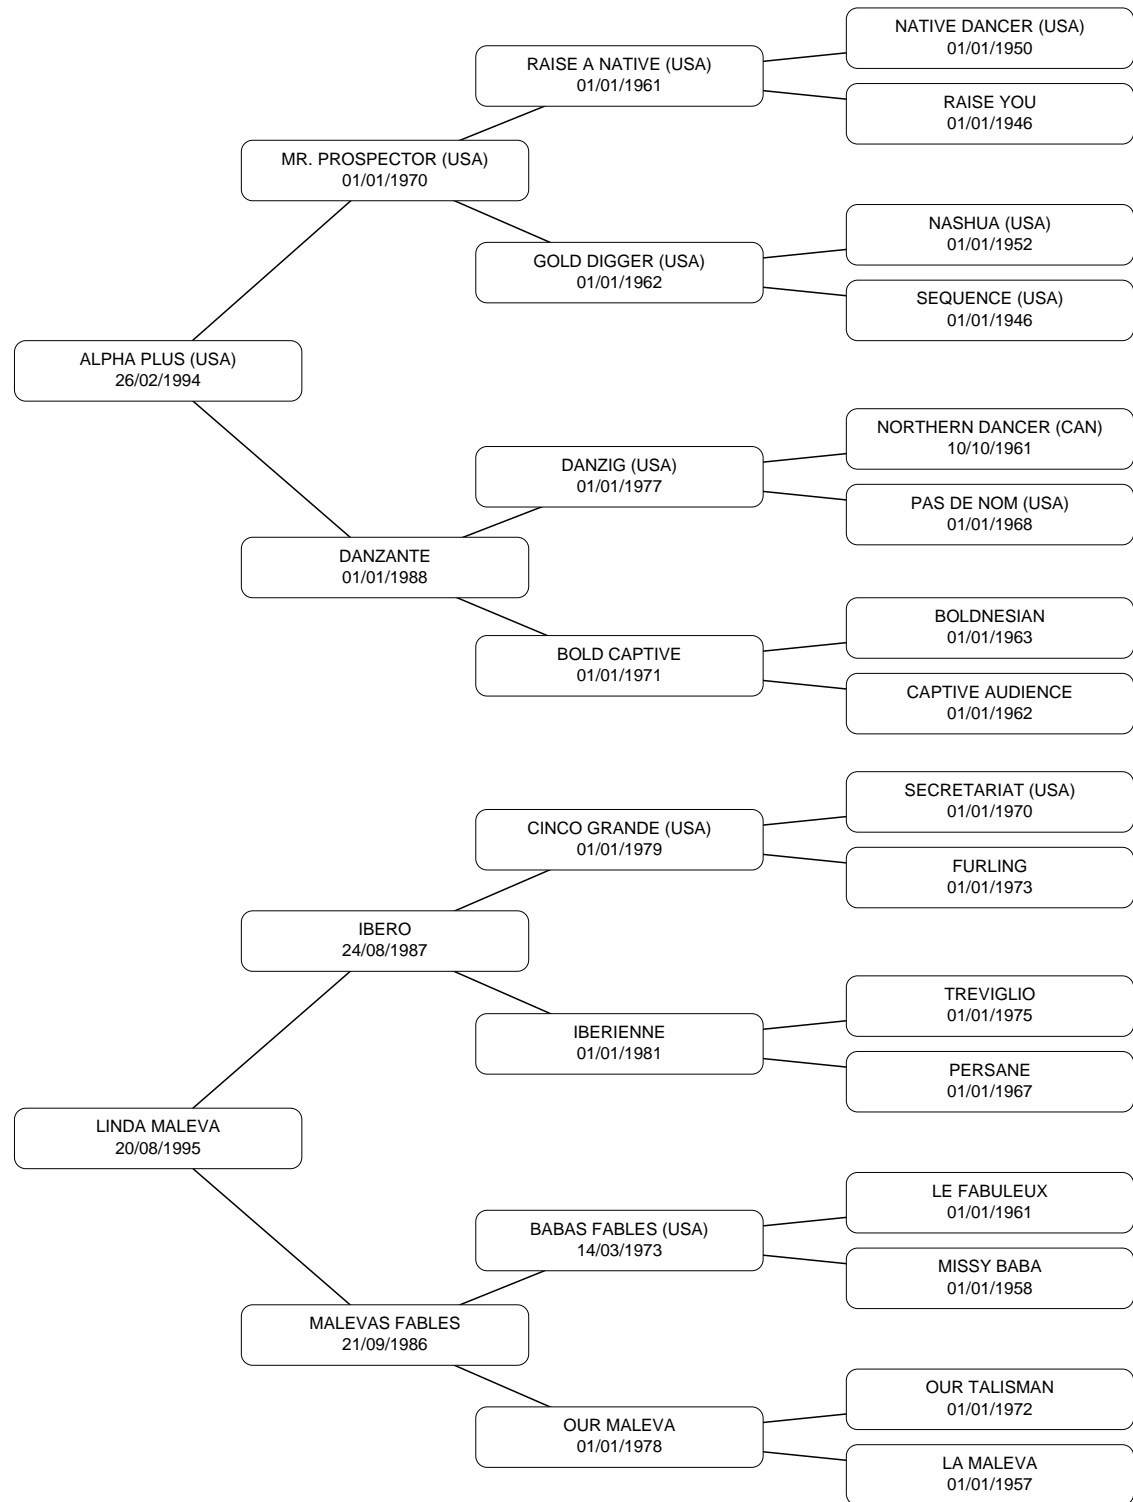 NATIVE DANCER (USA)
01/01/1950
RAISE A NATIVE (USA)
01/01/1961
RAISE YOU
01/01/1946
MR. PROSPECTOR (USA)
01/01/1970
NASHUA (USA)
01/01/1952
GOLD DIGGER (USA)
01/01/1962
SEQUENCE (USA)
01/01/1946
ALPHA PLUS (USA)
26/02/1994
NORTHERN DANCER (CAN)
10/10/1961
DANZIG (USA)
01/01/1977
PAS DE NOM (USA)
01/01/1968
DANZANTE
01/01/1988
BOLDNESIAN
01/01/1963
BOLD CAPTIVE
01/01/1971
CAPTIVE AUDIENCE
01/01/1962
SECRETARIAT (USA)
01/01/1970
CINCO GRANDE (USA)
01/01/1979
FURLING
01/01/1973
IBERO
24/08/1987
TREVIGLIO
01/01/1975
IBERIENNE
01/01/1981
PERSANE
01/01/1967
LINDA MALEVA
20/08/1995
LE FABULEUX
01/01/1961
BABAS FABLES (USA)
14/03/1973
MISSY BABA
01/01/1958
MALEVAS FABLES
21/09/1986
OUR TALISMAN
01/01/1972
OUR MALEVA
01/01/1978
LA MALEVA
01/01/1957